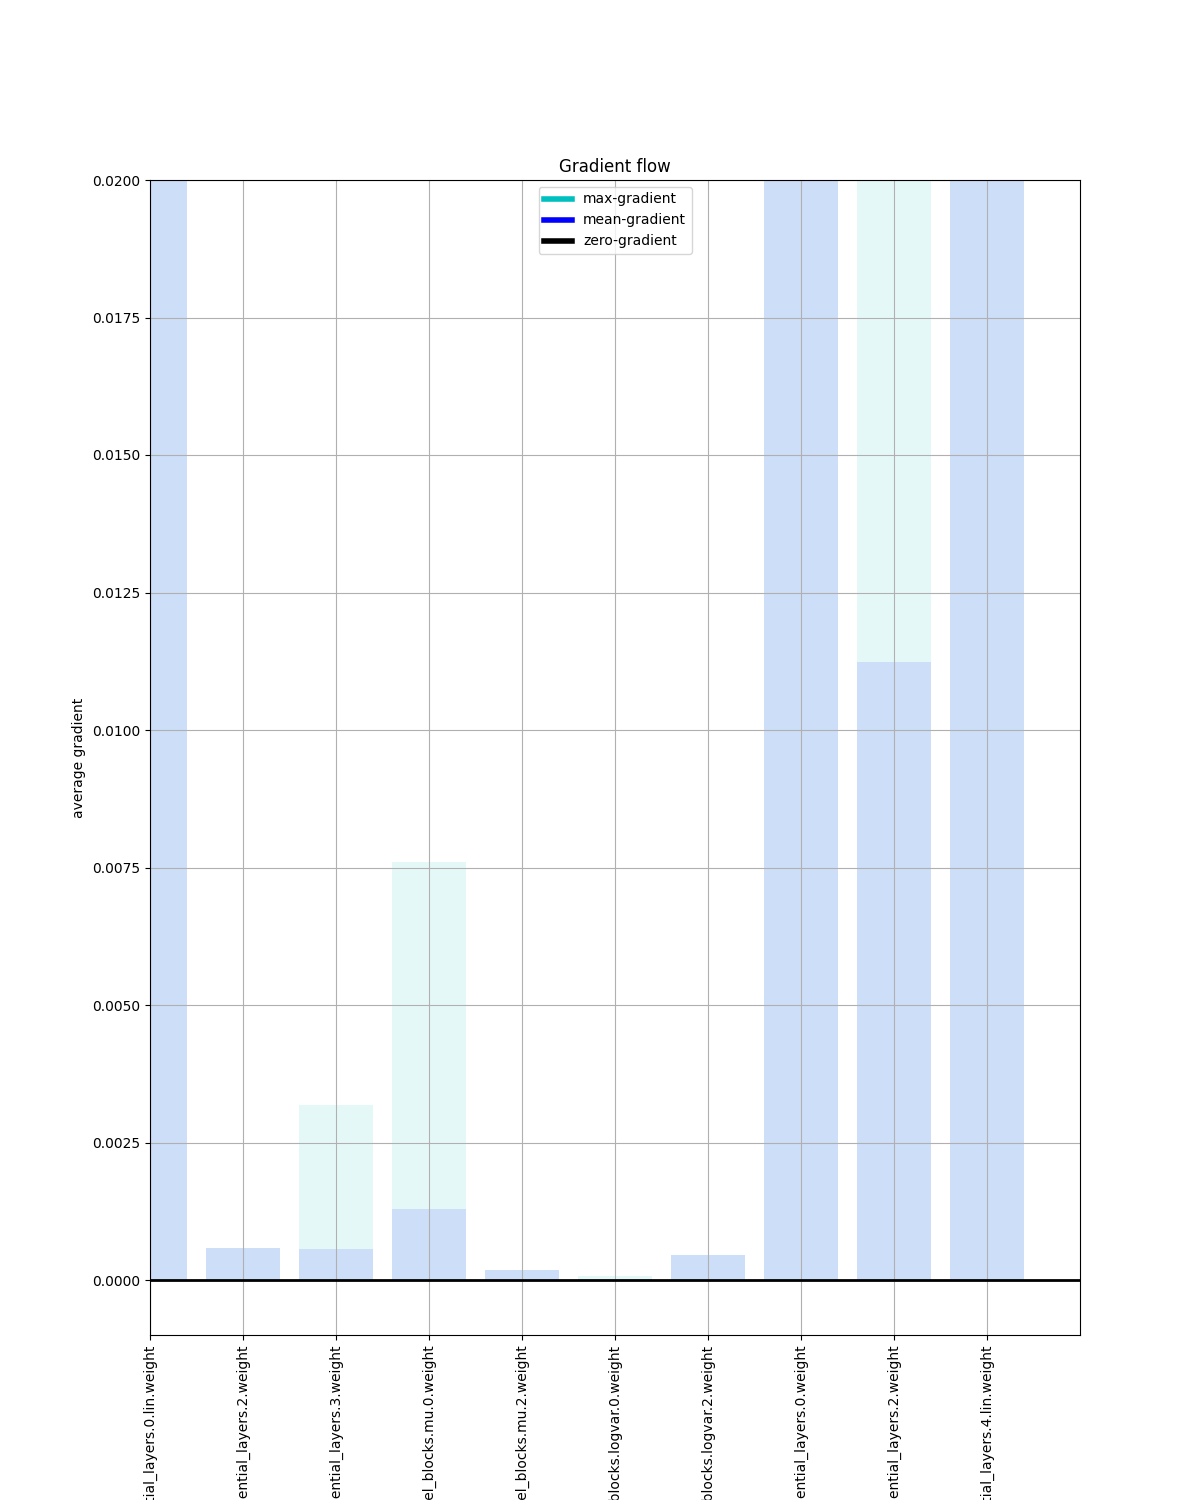 Gradient flow
max-gradient
mean-gradient
zero-gradient
average gradient
0.0200
0.0175
0.0150
0.0125
0.0100
0.0075
0.0050
0.0025
0.0000
tial_layers.0.lin.weight
ential_layers.2.weight
ential_layers.3.weight
el_blocks.mu.0.weight
el_blocks.mu.2.weight
blocks.logvar.0.weight
blocks.logvar.2.weight
ential_layers.0.weight
ential_layers.2.weight
tial_layers.4.lin.weight